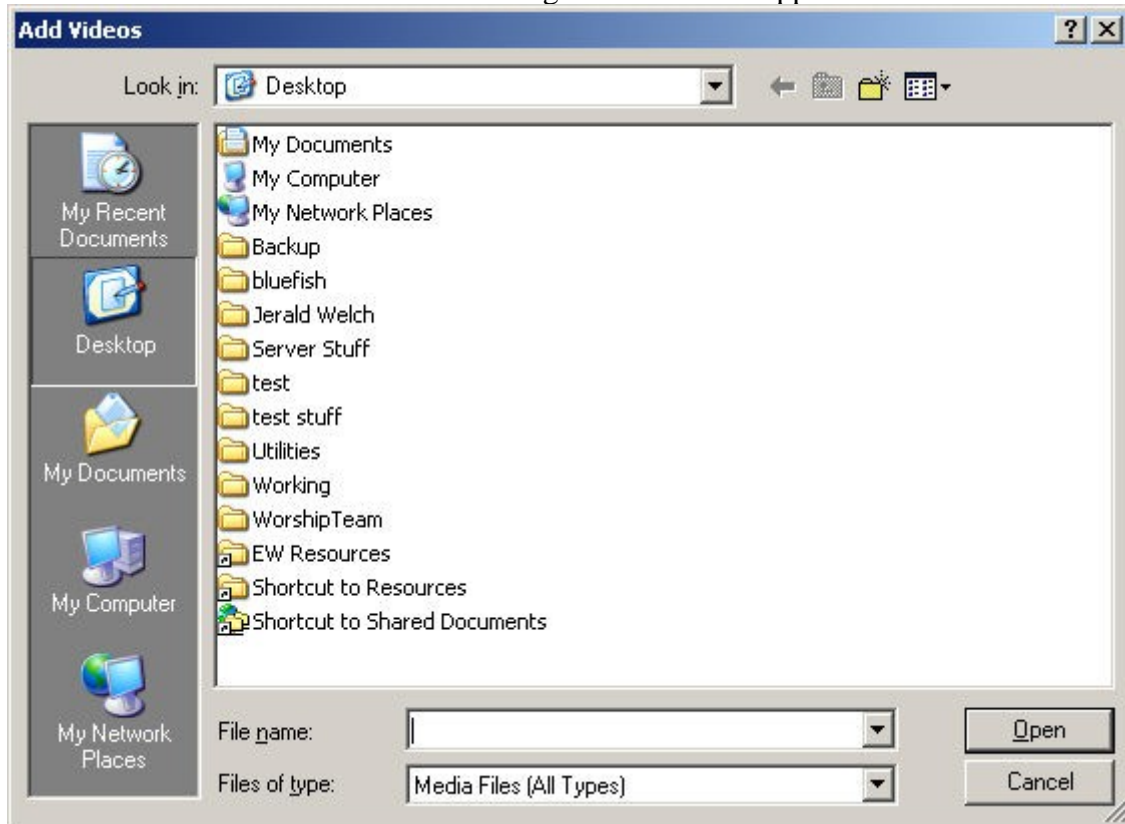 Add Videos
Look in: Desktop
My Recent
Documents
Desktop
My Documents
My Computer
My Network
Places
My Documents
My Computer
My Network Places
Backup
bluefish
Jerald Welch
Server Stuff
test
test stuff
Utilities
Working
WorshipTeam
EW Resources
Shortcut to Resources
Shortcut to Shared Documents
File name:
Open
Files of type: Media Files (All Types)
Cancel